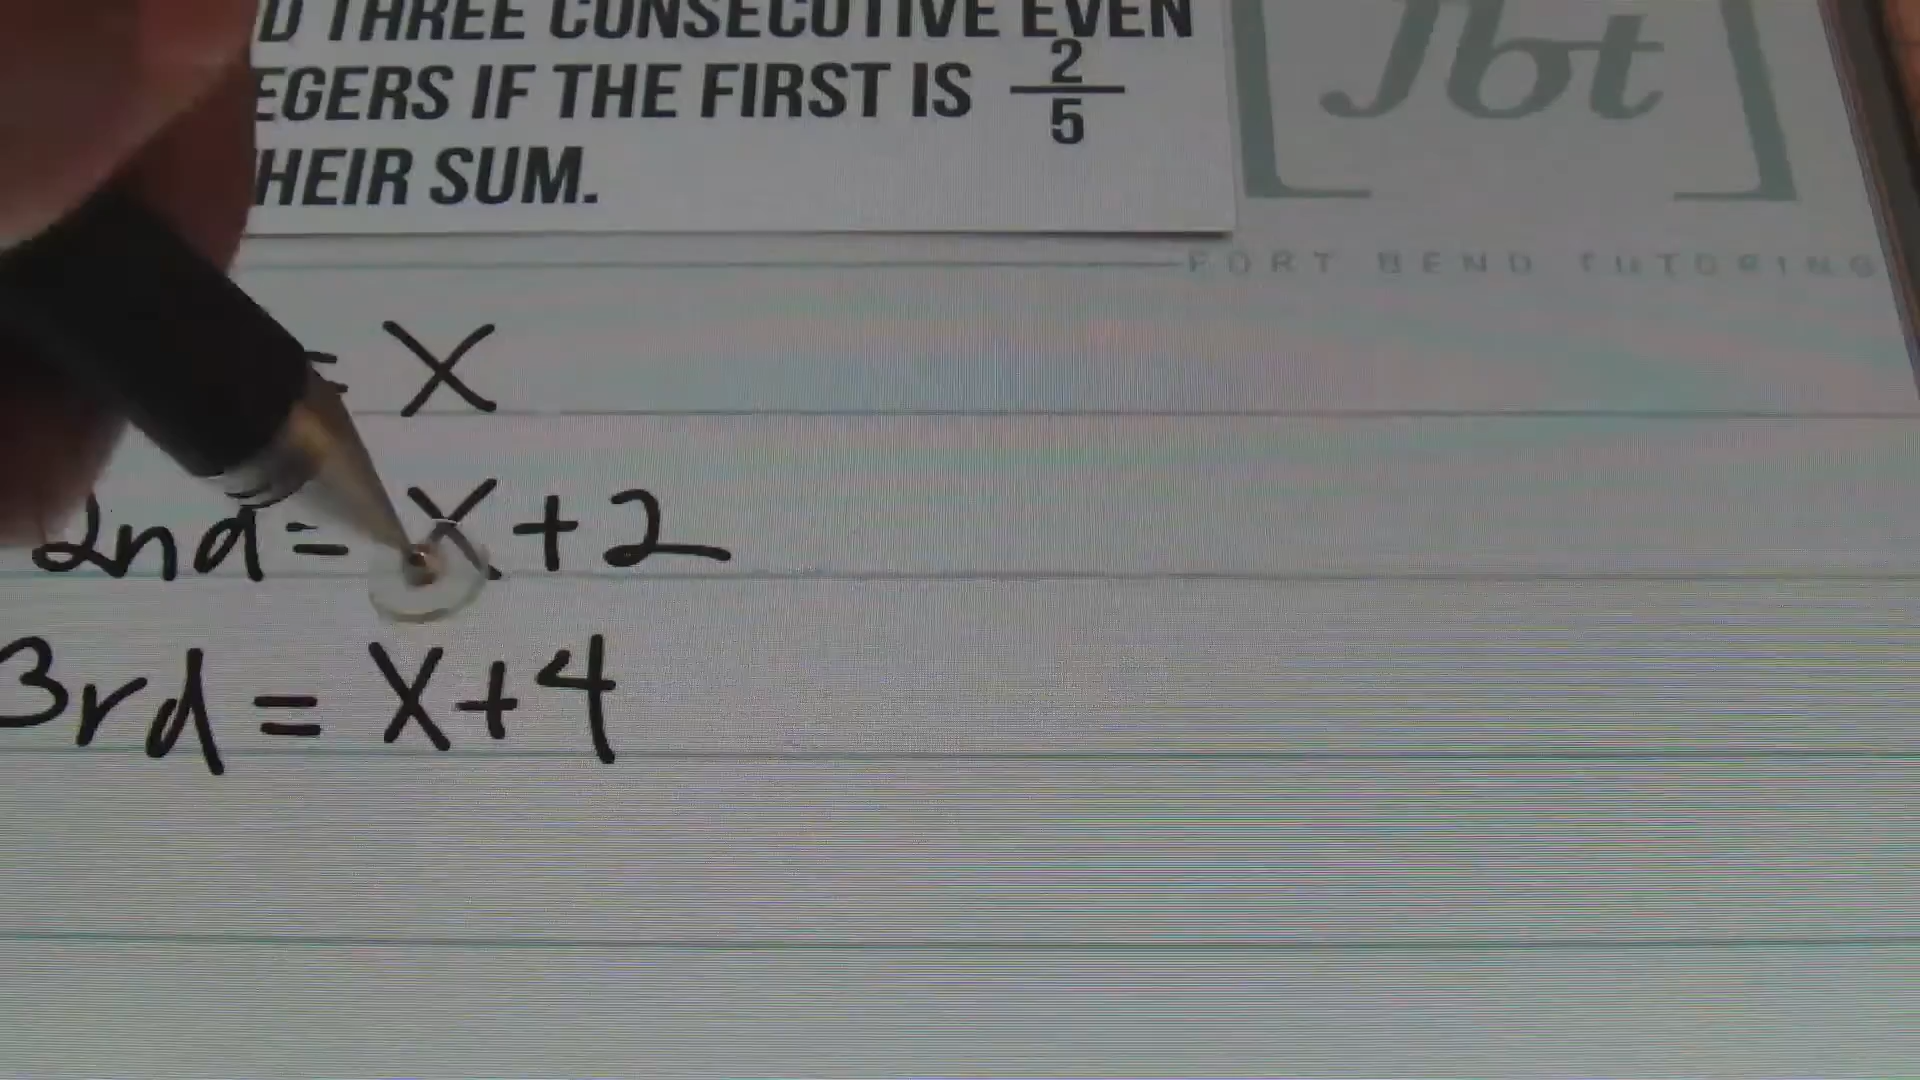 D THREE CONSECUTIVE EVEN
EGERS IF THE FIRST IS 2/5
HEIR SUM.
fbt
FORT BEND TUTORING
= X
2nd = X + 2
3rd = X + 4